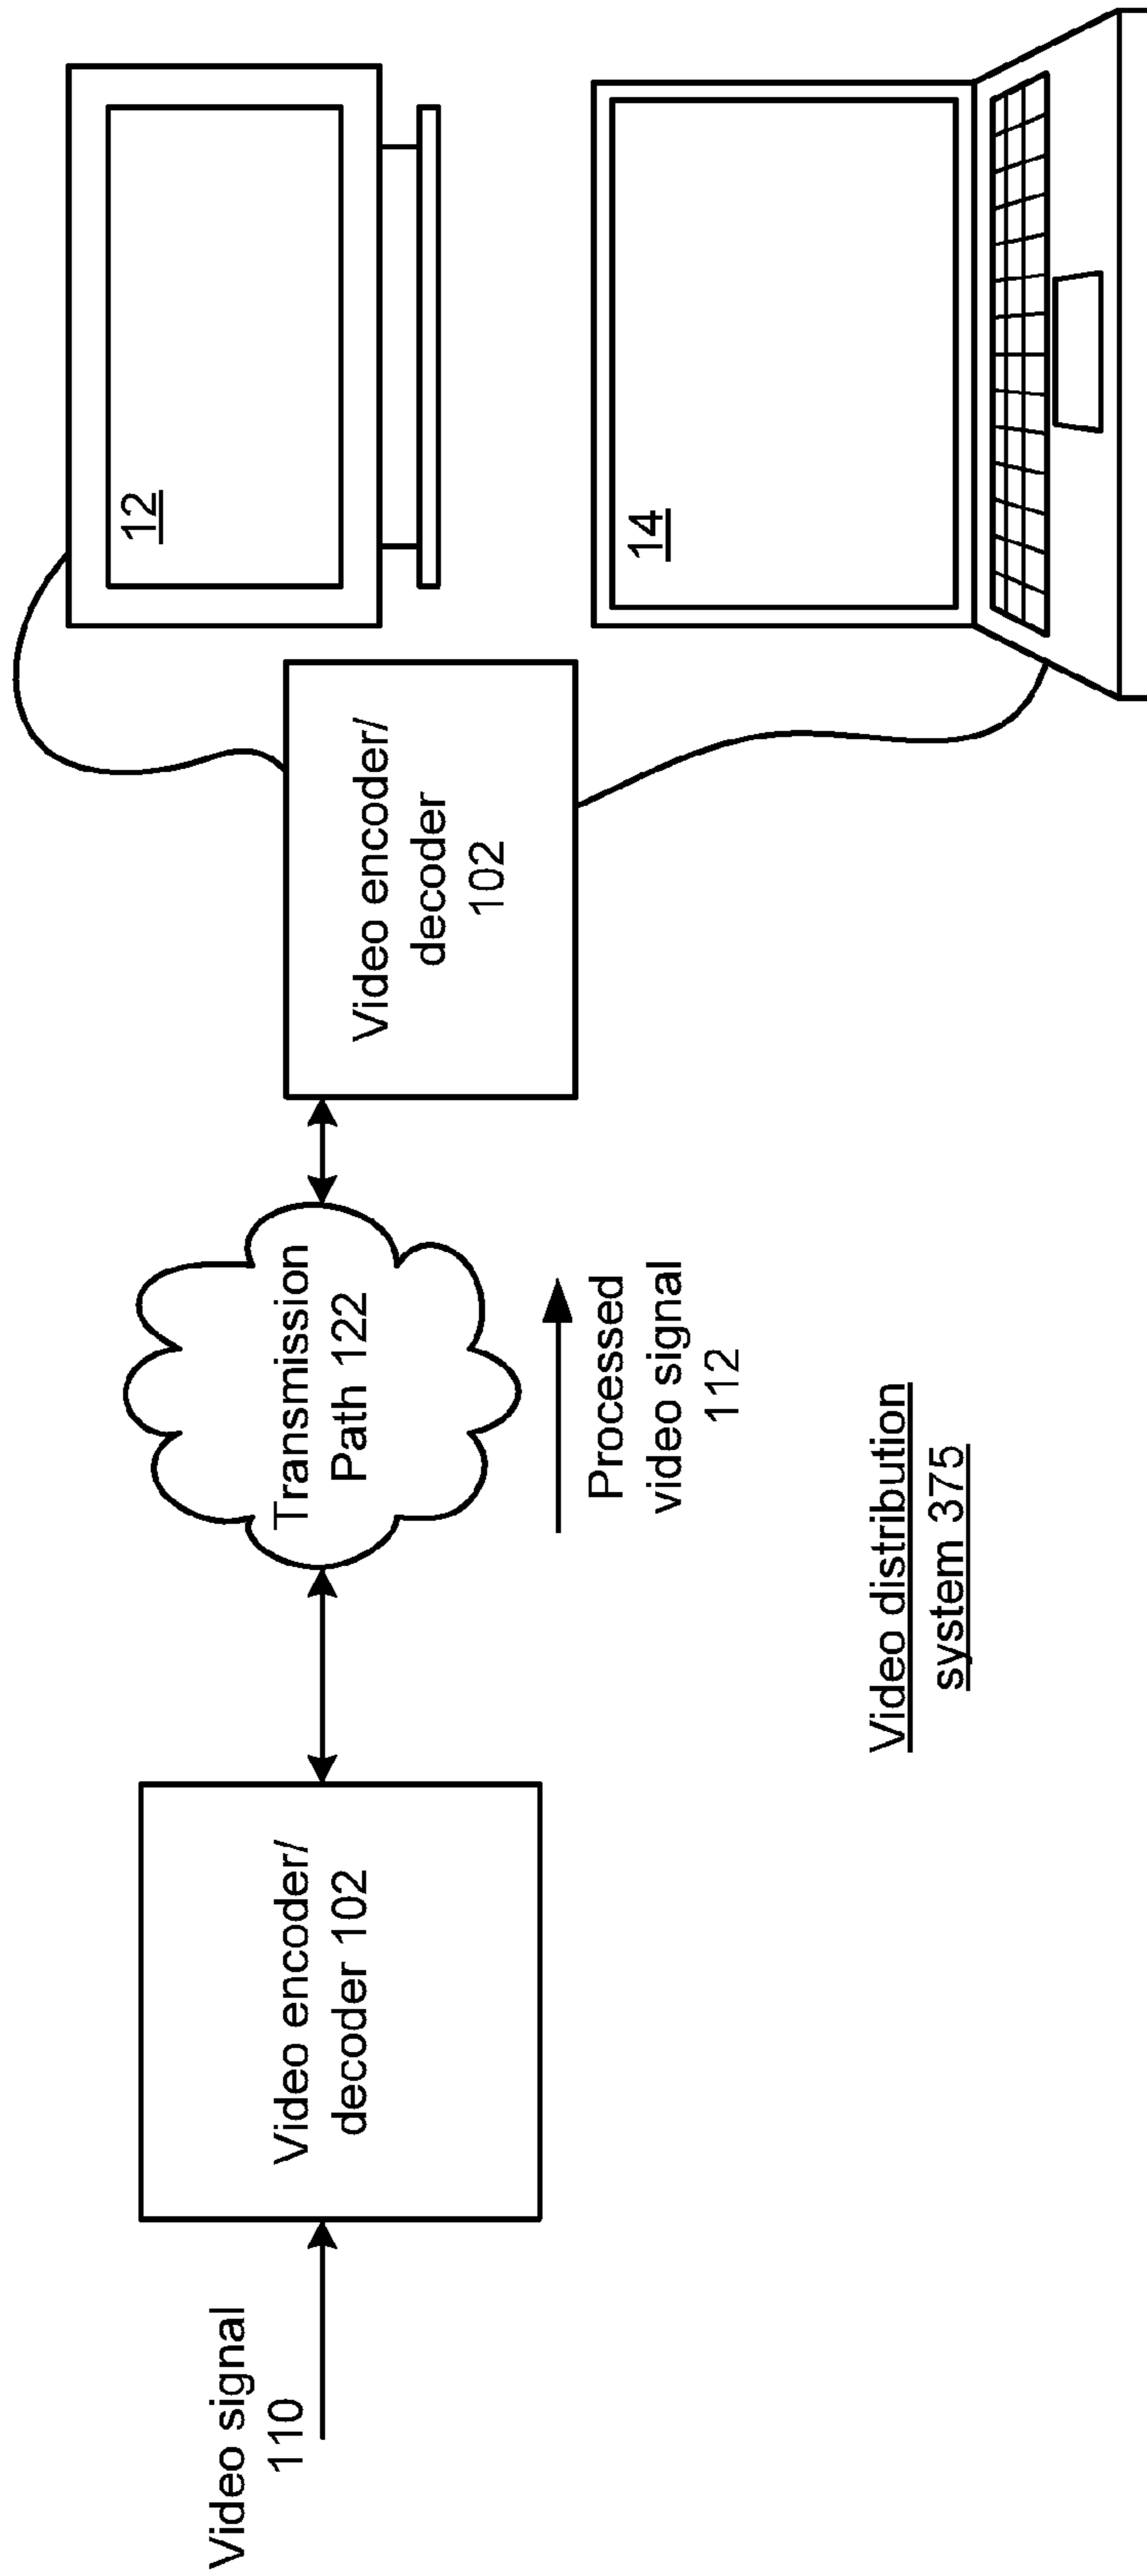 Video signal
110
Video encoder/
decoder 102
Transmission
Path 122
Processed
video signal
112
Video encoder/
decoder
102
12
14
Video distribution
system 375